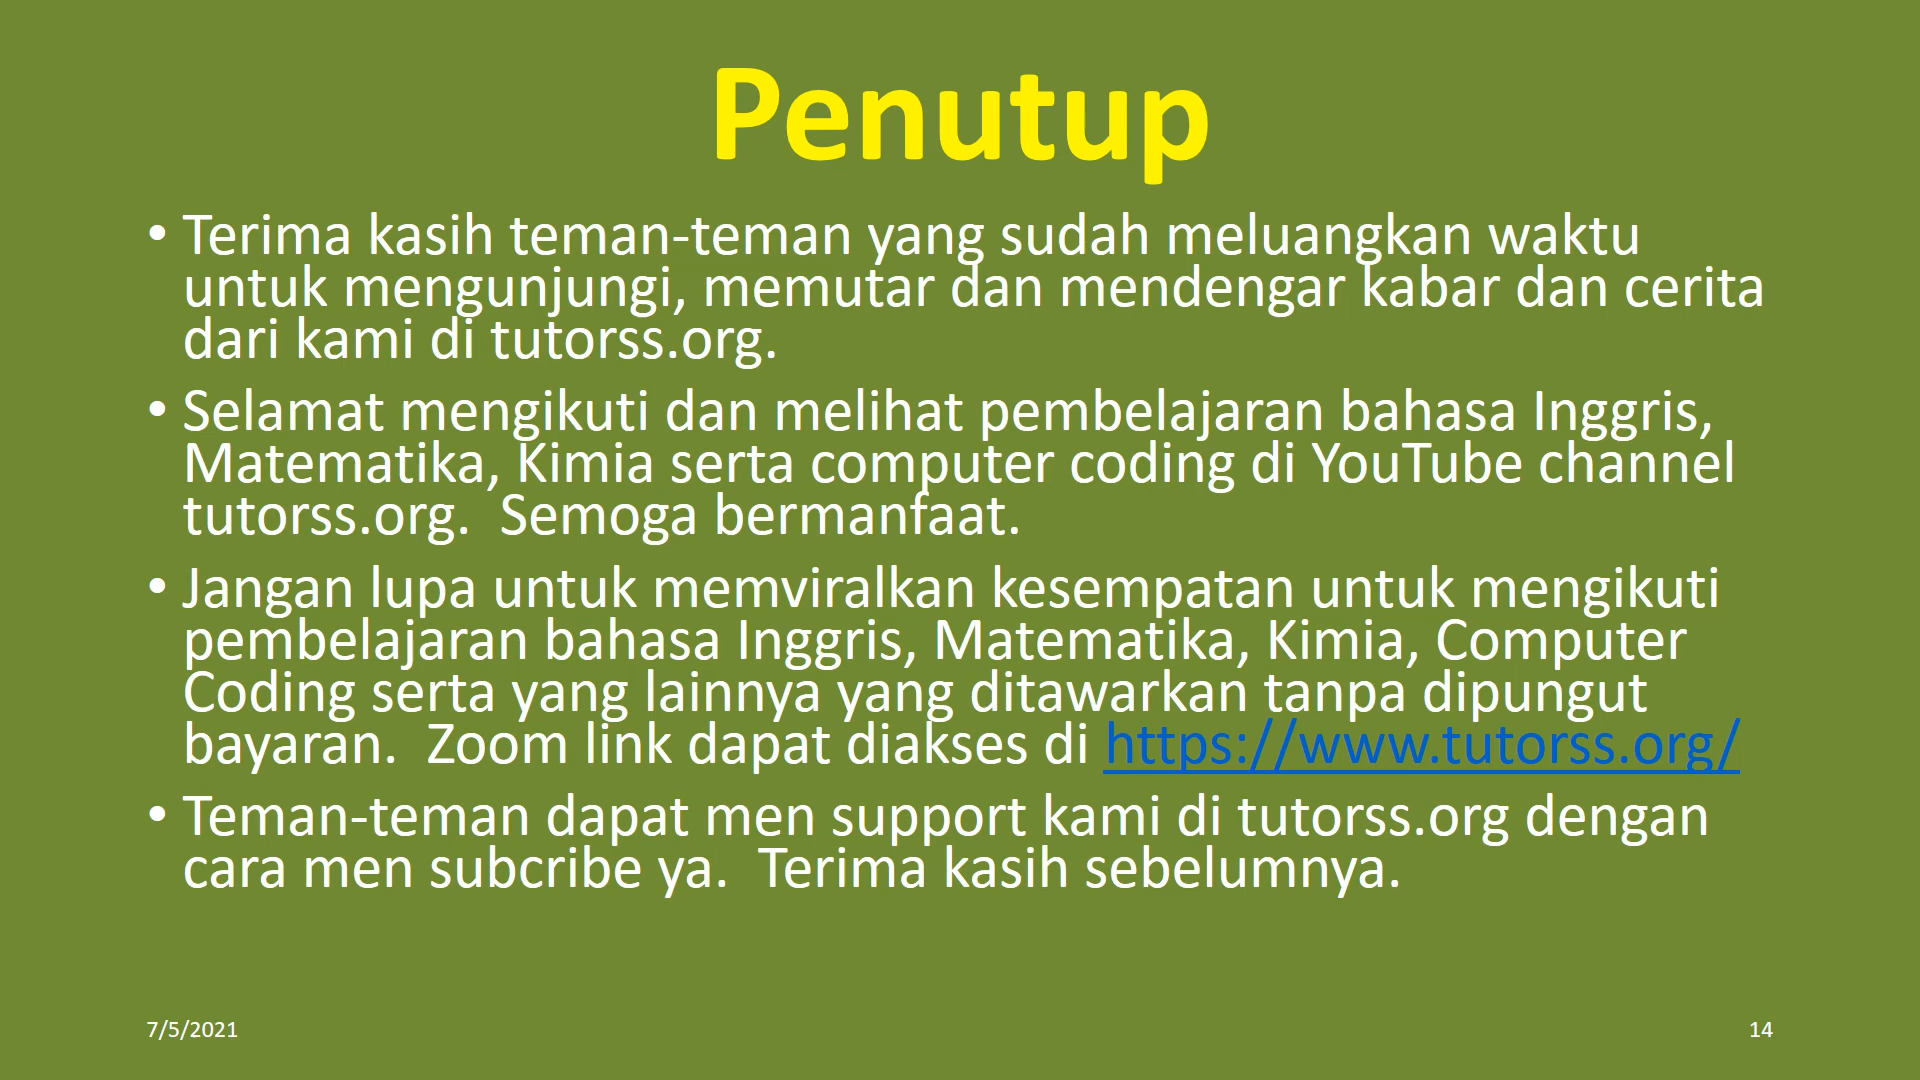 Penutup
• Terima kasih teman-teman yang sudah meluangkan waktu
untuk mengunjungi, memutar dan mendengar kabar dan cerita
dari kami di tutorss.org.
• Selamat mengikuti dan melihat pembelajaran bahasa Inggris,
Matematika, Kimia serta computer coding di YouTube channel
tutorss.org.  Semoga bermanfaat.
• Jangan lupa untuk memviralkan kesempatan untuk mengikuti
pembelajaran bahasa Inggris, Matematika, Kimia, Computer
Coding serta yang lainnya yang ditawarkan tanpa dipungut
bayaran.  Zoom link dapat diakses di https://www.tutorss.org/
• Teman-teman dapat men support kami di tutorss.org dengan
cara men subcribe ya.  Terima kasih sebelumnya.
7/5/2021
14